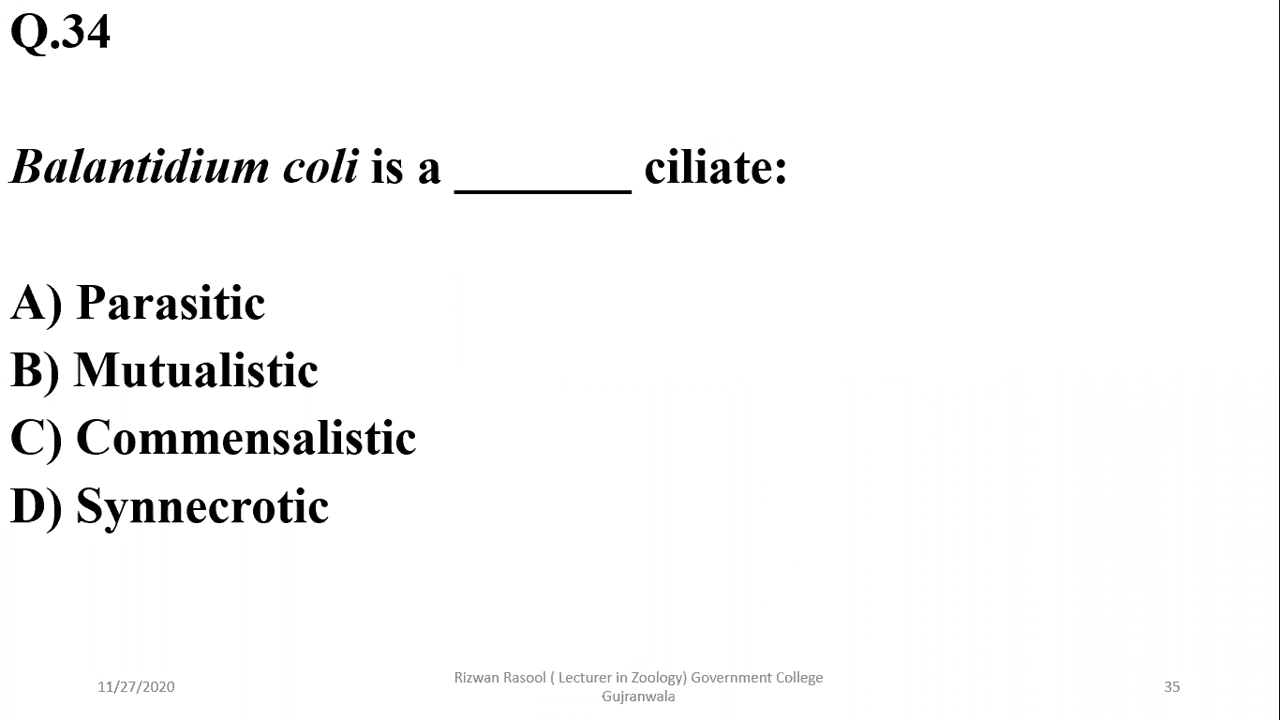 Q.34
Balantidium coli is a _______ ciliate:
A) Parasitic
B) Mutualistic
C) Commensalistic
D) Synnecrotic
11/27/2020
Rizwan Rasool ( Lecturer in Zoology) Government College
Gujranwala
35